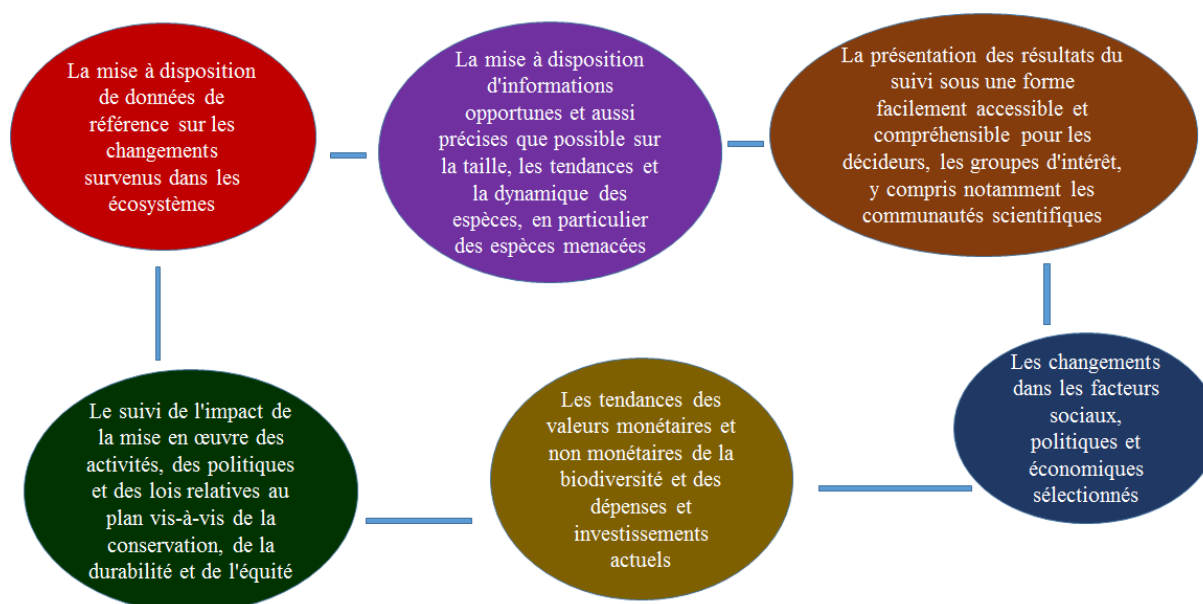 La mise à disposition
de données de
référence sur les
changements
survenus dans les
écosystèmes
La mise à disposition
d'informations
opportunes et aussi
précises que possible sur
la taille, les tendances et
la dynamique des
espèces, en particulier
des espèces menacées
La présentation des résultats du
suivi sous une forme
facilement accessible et
compréhensible pour les
décideurs, les groupes d'intérêt,
y compris notamment les
communautés scientifiques
Le suivi de l'impact de
la mise en œuvre des
activités, des politiques
et des lois relatives au
plan vis-à-vis de la
conservation, de la
durabilité et de l'équité
Les tendances des
valeurs monétaires et
non monétaires de la
biodiversité et des
dépenses et
investissements
actuels
Les changements
dans les facteurs
sociaux,
politiques et
économiques
sélectionnés